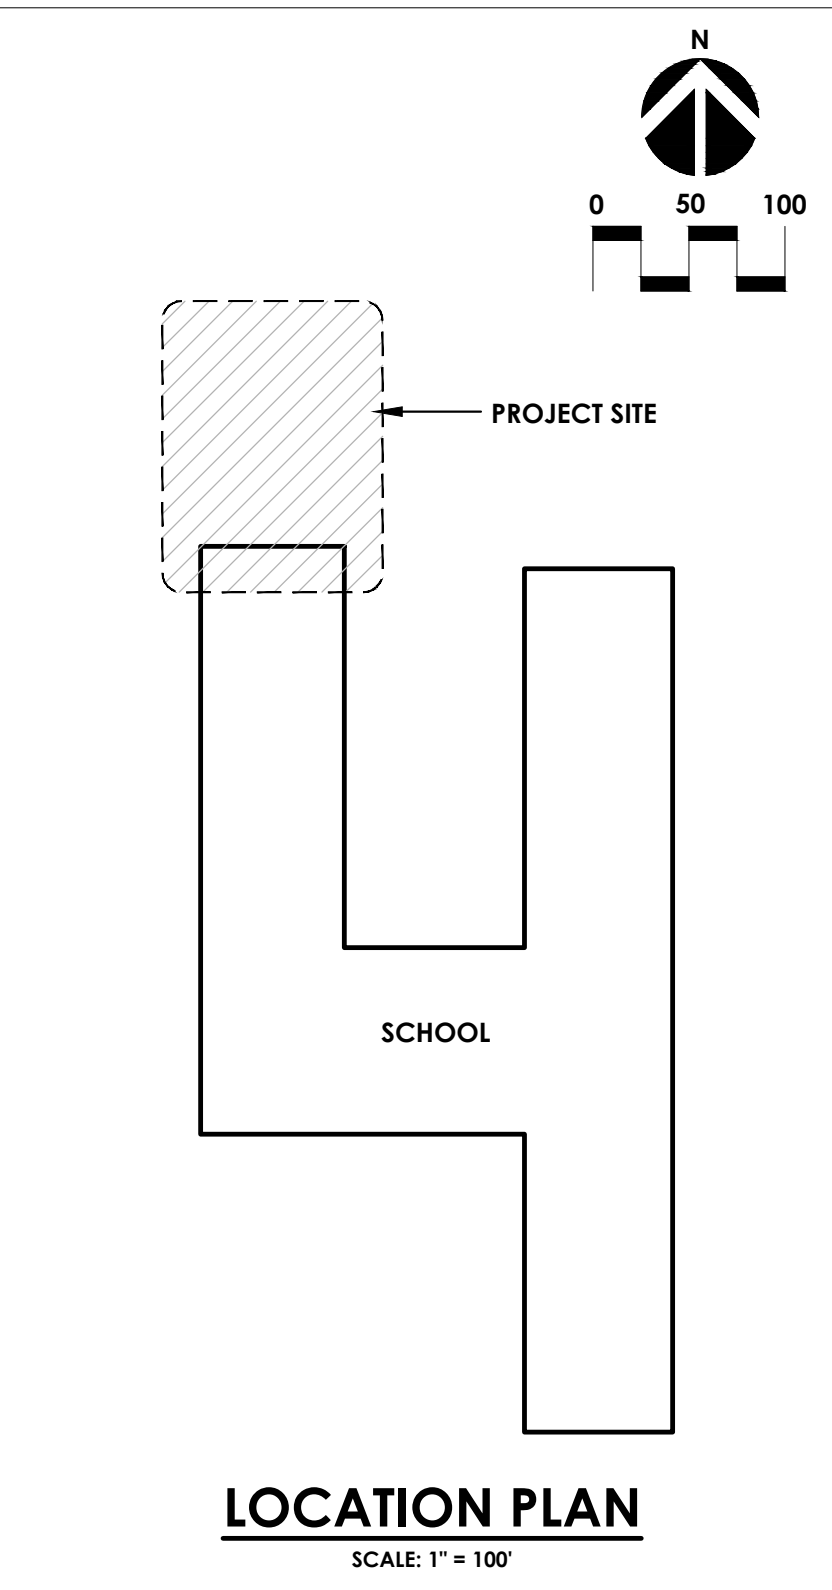 N
0 50 100
PROJECT SITE
SCHOOL
LOCATION PLAN
SCALE: 1" = 100'